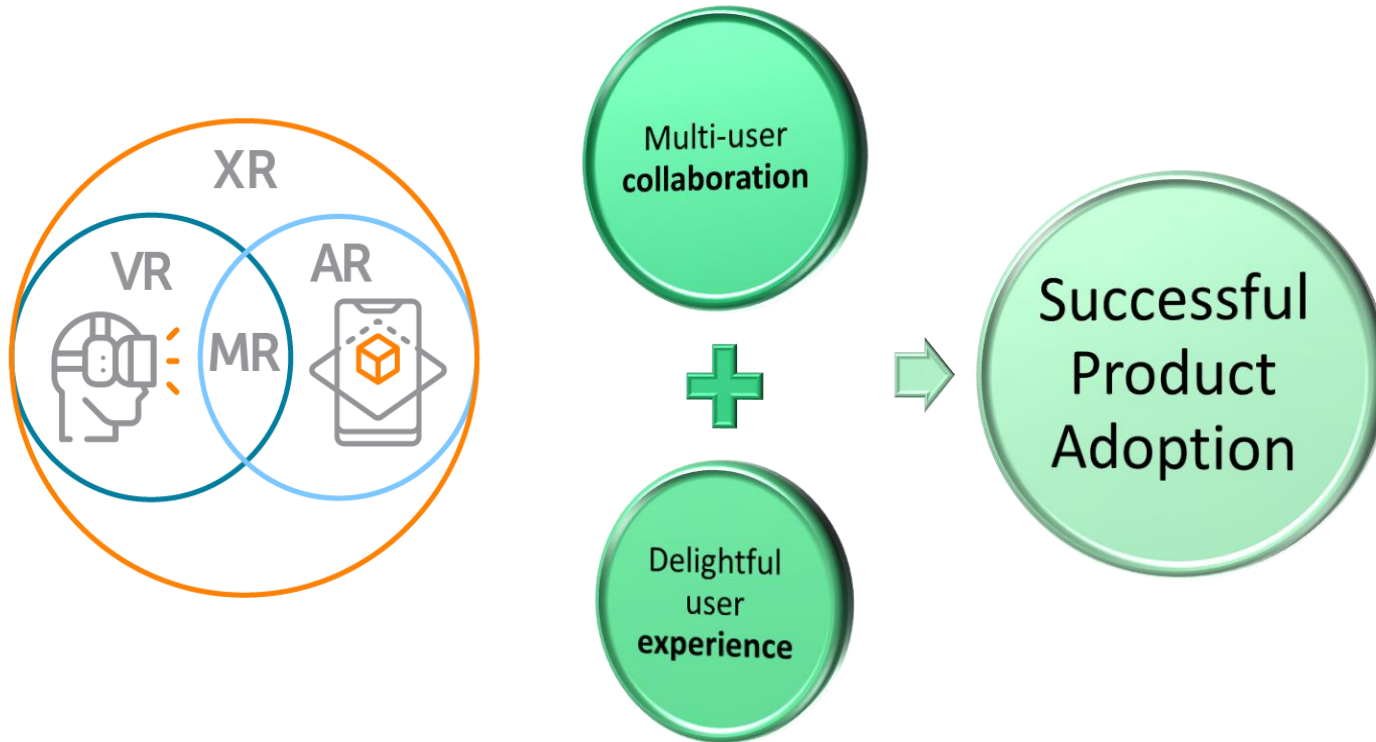 XR
VR
AR
MR
Multi-user
collaboration
Delightful
user
experience
Successful
Product
Adoption